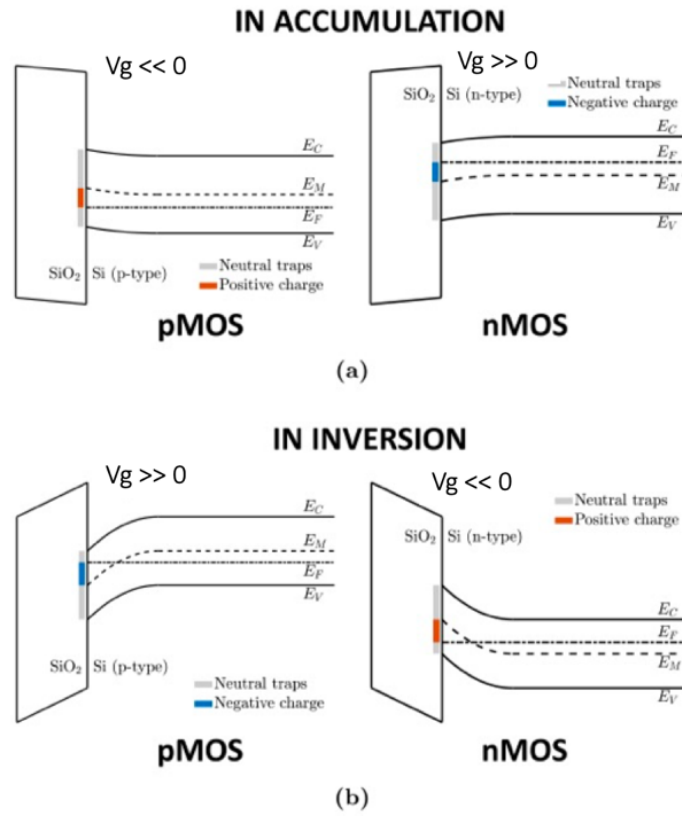 IN ACCUMULATION
Vg << 0
E_C
E_M
E_F
E_V
SiO₂ Si (p-type)
Neutral traps
Positive charge
pMOS
Vg >> 0
SiO₂ Si (n-type)
Neutral traps
Negative charge
E_C
E_F
E_M
E_V
nMOS
(a)
IN INVERSION
Vg >> 0
E_C
E_M
E_F
E_V
SiO₂ Si (p-type)
Neutral traps
Negative charge
pMOS
Vg << 0
Neutral traps
Positive charge
SiO₂ Si (n-type)
E_C
E_F
E_M
E_V
nMOS
(b)